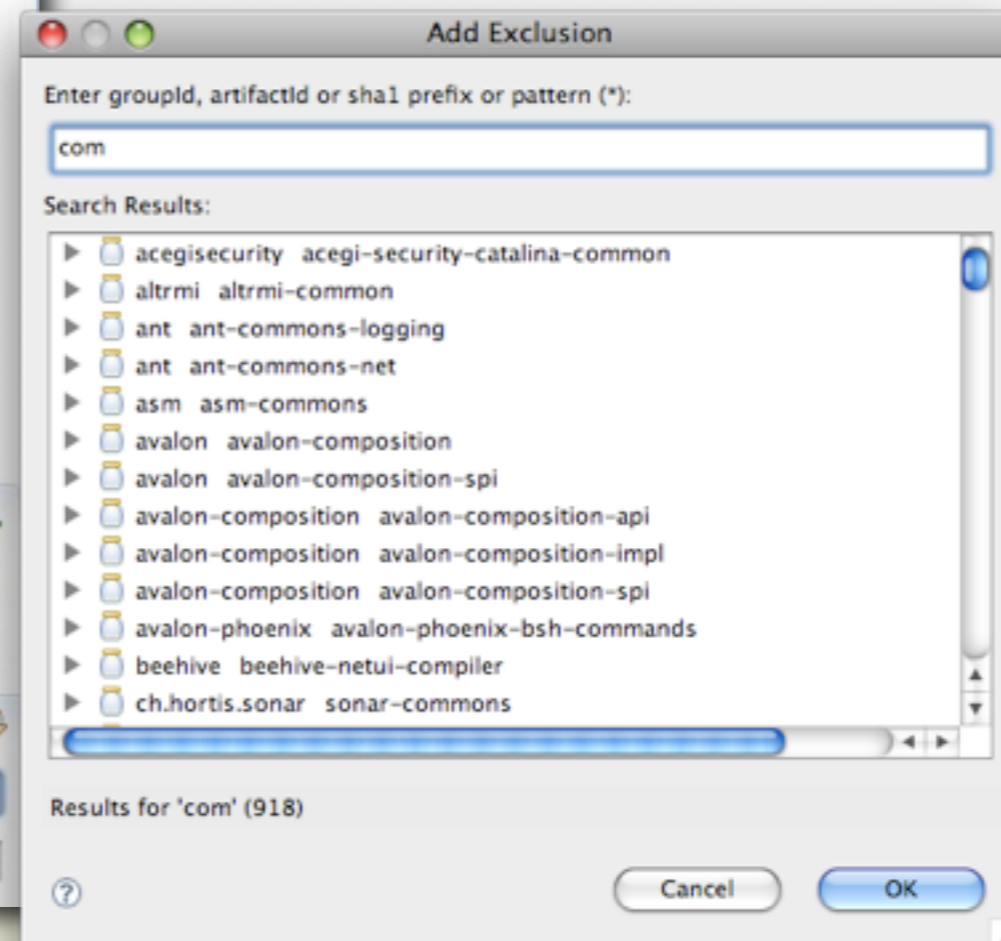 Add Exclusion
Enter groupId, artifactId or sha1 prefix or pattern (*):
com
Search Results:
acegisecurity acegi-security-catalina-common
altrmi altrmi-common
ant ant-commons-logging
ant ant-commons-net
asm asm-commons
avalon avalon-composition
avalon avalon-composition-spi
avalon-composition avalon-composition-api
avalon-composition avalon-composition-impl
avalon-composition avalon-composition-spi
avalon-phoenix avalon-phoenix-bsh-commands
beehive beehive-netui-compiler
ch.hortis.sonar sonar-commons
Results for 'com' (918)
? Cancel OK